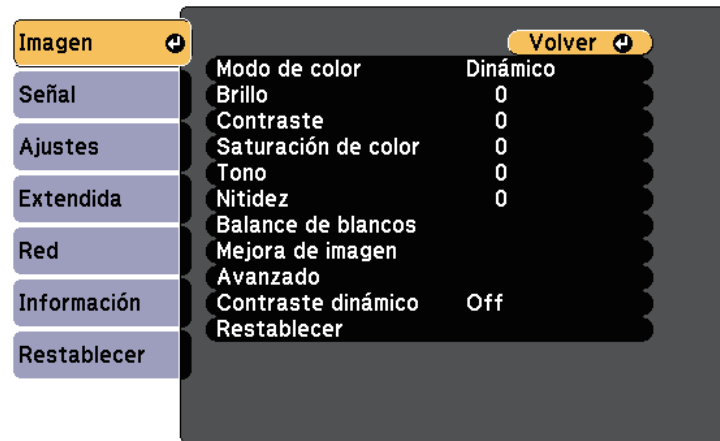 Imagen
Señal
Ajustes
Extendida
Red
Información
Restablecer
Volver
Modo de color Dinámico
Brillo 0
Contraste 0
Saturación de color 0
Tono 0
Nitidez 0
Balance de blancos
Mejora de imagen
Avanzado
Contraste dinámico Off
Restablecer